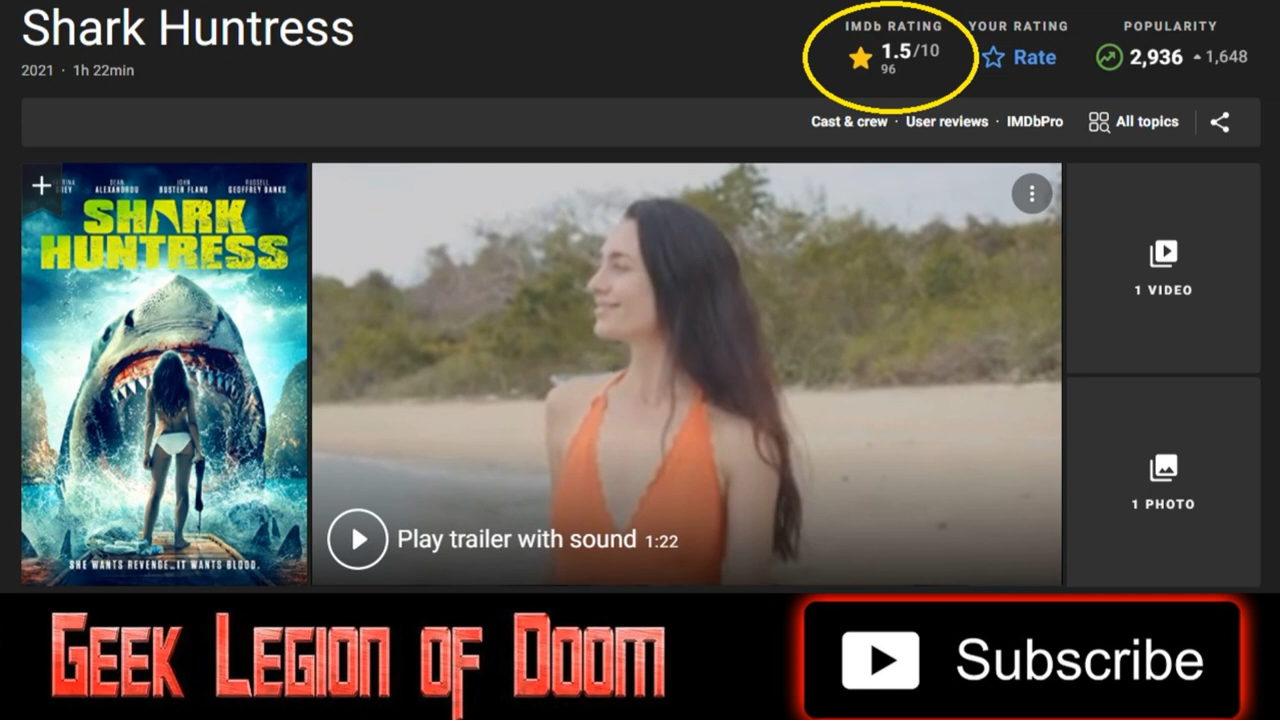 Shark Huntress
2021 · 1h 22min
IMDb RATING
1.5/10
96
YOUR RATING
Rate
POPULARITY
2,936 1,648
Cast & crew · User reviews · IMDbPro
All topics
DEAN ALEXANDROU
JOHN BUSTER FLANO
RUSSELL GEOFFREY BANKS
SHARK
HUNTRESS
SHE WANTS REVENGE...IT WANTS BLOOD.
Play trailer with sound 1:22
1 VIDEO
1 PHOTO
GEEK LEGION OF DOOM
Subscribe